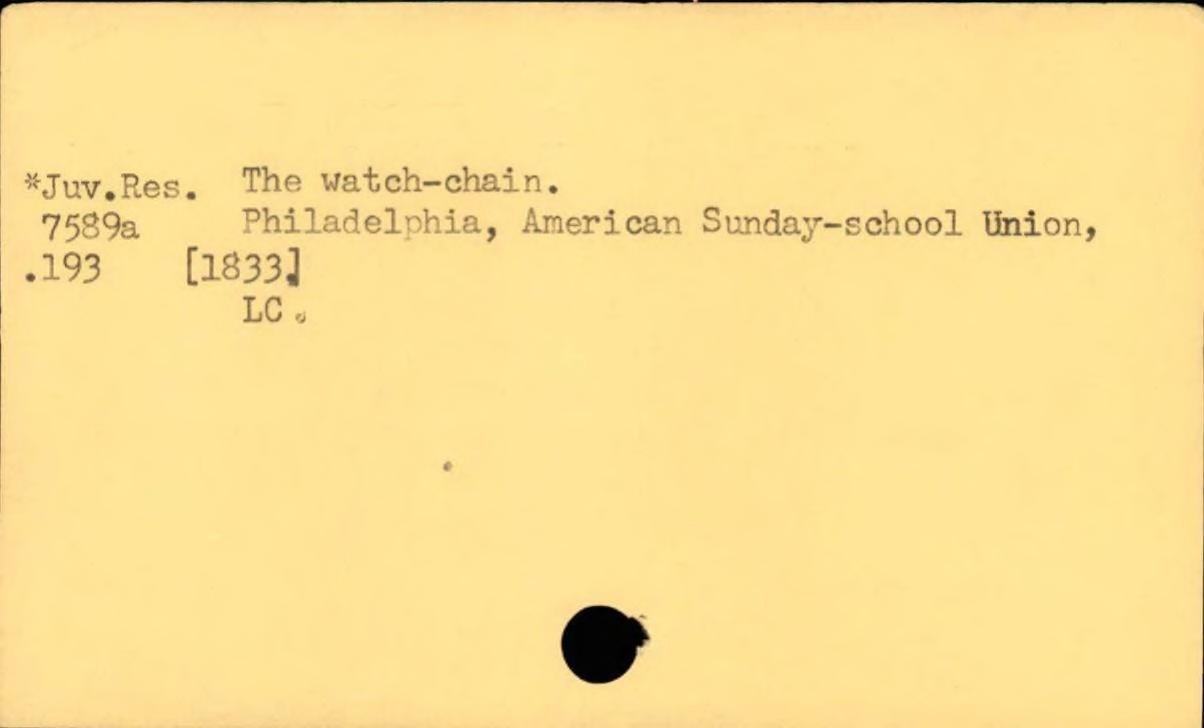 *Juv.Res. The watch-chain.
7589a Philadelphia, American Sunday-school Union,
.193 [1833]
LC.